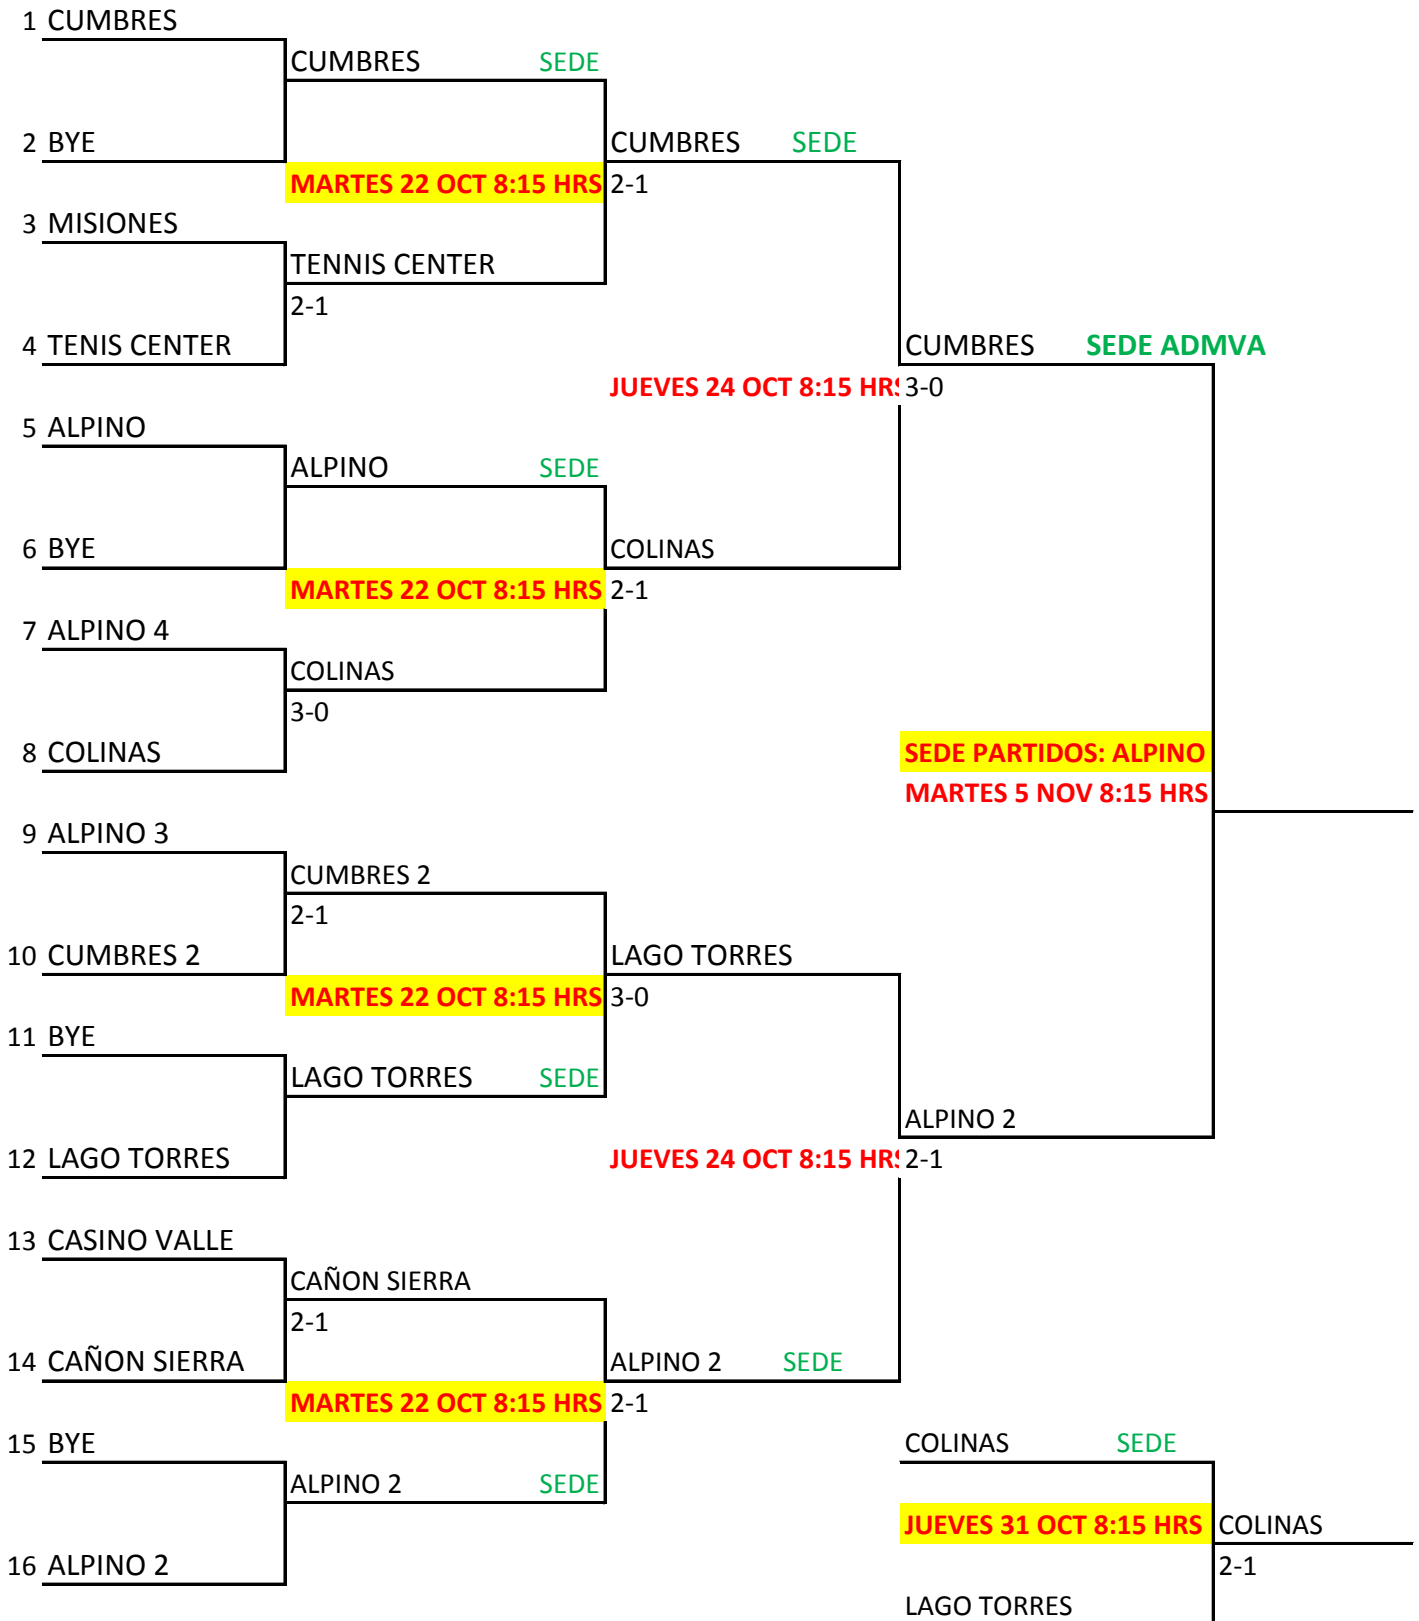 1 CUMBRES
CUMBRES SEDE
2 BYE
CUMBRES SEDE
MARTES 22 OCT 8:15 HRS
2-1
3 MISIONES
TENNIS CENTER
2-1
4 TENIS CENTER
CUMBRES SEDE ADMVA
JUEVES 24 OCT 8:15 HRS
3-0
5 ALPINO
ALPINO SEDE
6 BYE
COLINAS
MARTES 22 OCT 8:15 HRS
2-1
7 ALPINO 4
COLINAS
3-0
8 COLINAS
SEDE PARTIDOS: ALPINO
MARTES 5 NOV 8:15 HRS
9 ALPINO 3
CUMBRES 2
2-1
10 CUMBRES 2
LAGO TORRES
MARTES 22 OCT 8:15 HRS
3-0
11 BYE
LAGO TORRES SEDE
ALPINO 2
12 LAGO TORRES
JUEVES 24 OCT 8:15 HRS
2-1
13 CASINO VALLE
CAÑON SIERRA
2-1
14 CAÑON SIERRA
ALPINO 2 SEDE
MARTES 22 OCT 8:15 HRS
2-1
15 BYE
COLINAS SEDE
ALPINO 2 SEDE
JUEVES 31 OCT 8:15 HRS
COLINAS
16 ALPINO 2
2-1
LAGO TORRES